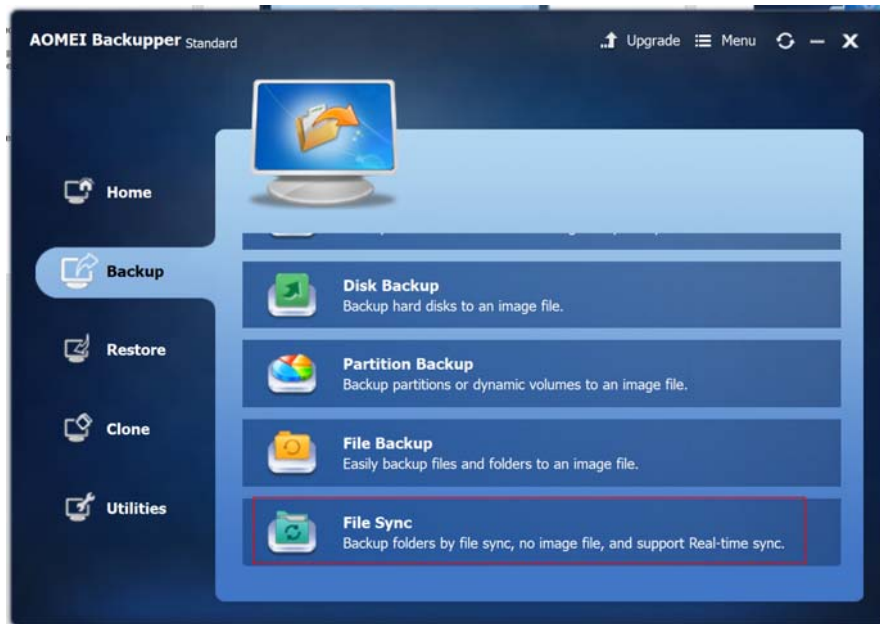 AOMEI Backupper Standard
Upgrade
Menu
Home
Backup
Disk Backup
Backup hard disks to an image file.
Restore
Partition Backup
Backup partitions or dynamic volumes to an image file.
Clone
File Backup
Easily backup files and folders to an image file.
Utilities
File Sync
Backup folders by file sync, no image file, and support Real-time sync.